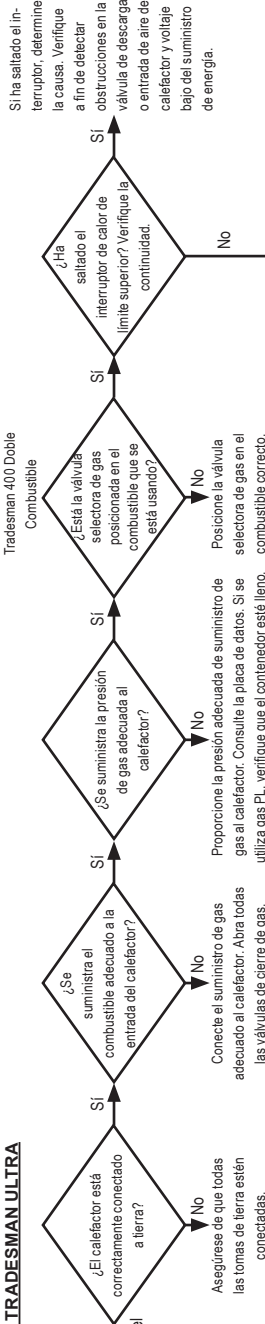 TRADESMAN ULTRA
el
¿El calefactor está
correctamente conectado
a tierra?
Sí
No
Asegúrese de que todas
las tomas de tierra estén
conectadas.
¿Se
suministra el
combustible adecuado a la
entrada del calefactor?
Sí
No
Conecte el suministro de gas
adecuado al calefactor. Abra todas
las válvulas de cierre de gas.
¿Se suministra la presión
de gas adecuada al
calefactor?
Sí
No
Proporcione la presión adecuada de suministro de
gas al calefactor. Consulte la placa de datos. Si se
utiliza gas PL, verifique que el contenedor esté lleno.
Tradesman 400 Doble
Combustible
¿Está la válvula
selectora de gas
posicionada en el
combustible que se
está usando?
Sí
No
Posicione la válvula
selectora de gas en el
combustible correcto.
¿Ha
saltado el
interruptor de calor de
límite superior? Verifique la
continuidad.
Sí
No
Si ha saltado el in-
terruptor, determine
la causa. Verifique
a fin de detectar
obstrucciones en la
válvula de descarga
o entrada de aire de
calefactor y voltaje
bajo del suministro
de energía.